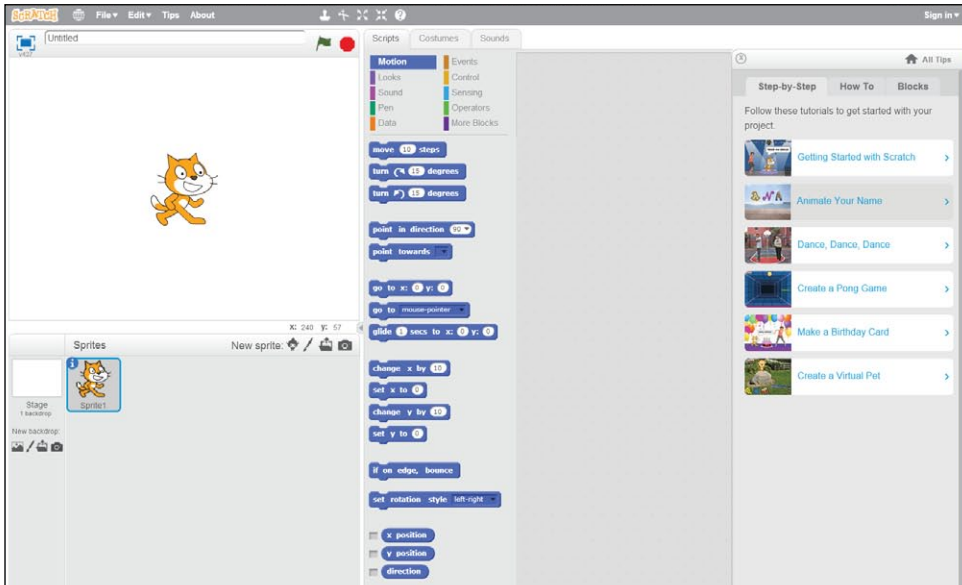 SCRATCH File Edit Tips About Sign in
Untitled
v427
Scripts Costumes Sounds
Motion Events
Looks Control
Sound Sensing
Pen Operators
Data More Blocks
move 10 steps
turn 15 degrees
turn 15 degrees
point in direction 90
point towards
go to x: 0 y: 0
go to mouse-pointer
glide 1 secs to x: 0 y: 0
change x by 10
set x to 0
change y by 10
set y to 0
if on edge, bounce
set rotation style left-right
x position
y position
direction
X: 240 y: 57
Sprites New sprite:
Sprite1
Stage
1 backdrop
New backdrop:
All Tips
Step-by-Step How To Blocks
Follow these tutorials to get started with your
project.
Getting Started with Scratch
Animate Your Name
Dance, Dance, Dance
Create a Pong Game
Make a Birthday Card
Create a Virtual Pet